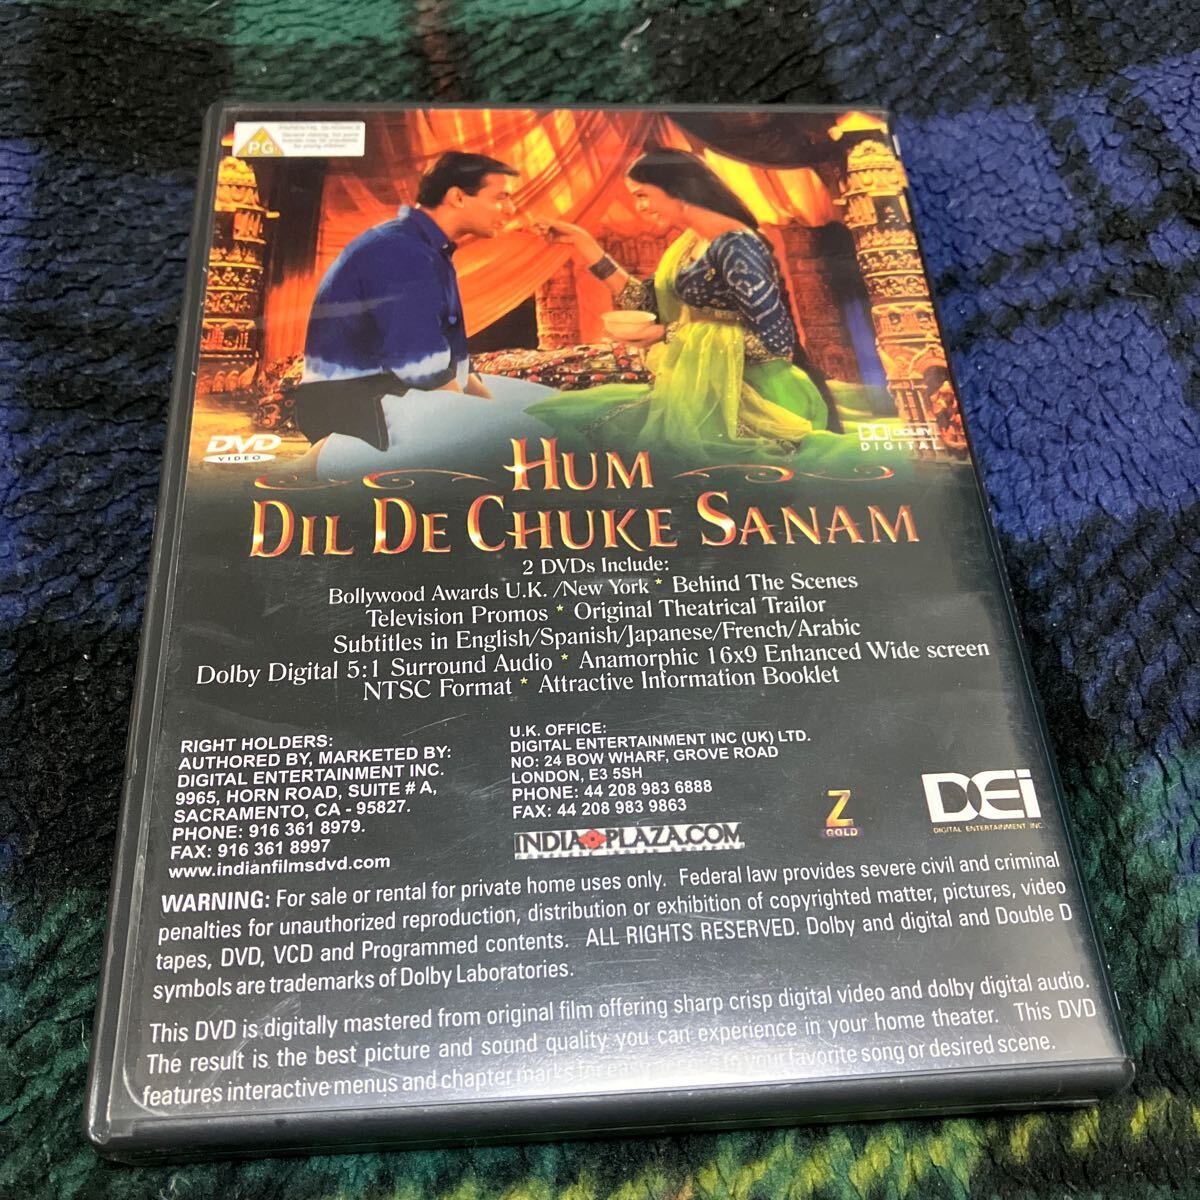 PG
DVD
VIDEO
DOLBY
DIGITAL
HUM
DIL DE CHUKE SANAM
2 DVDs Include:
Bollywood Awards U.K. /New York * Behind The Scenes
Television Promos * Original Theatrical Trailor
Subtitles in English/Spanish/Japanese/French/Arabic
Dolby Digital 5:1 Surround Audio * Anamorphic 16x9 Enhanced Wide screen
NTSC Format * Attractive Information Booklet
RIGHT HOLDERS:
AUTHORED BY, MARKETED BY:
DIGITAL ENTERTAINMENT INC.
9965, HORN ROAD, SUITE # A,
SACRAMENTO, CA - 95827.
PHONE: 916 361 8979.
FAX: 916 361 8997
www.indianfilmsdvd.com
U.K. OFFICE:
DIGITAL ENTERTAINMENT INC (UK) LTD.
NO: 24 BOW WHARF, GROVE ROAD
LONDON, E3 5SH
PHONE: 44 208 983 6888
FAX: 44 208 983 9863
INDIA PLAZA.COM
Z
GOLD
DEi
DIGITAL ENTERTAINMENT INC.
WARNING: For sale or rental for private home uses only. Federal law provides severe civil and criminal
penalties for unauthorized reproduction, distribution or exhibition of copyrighted matter, pictures, video
tapes, DVD, VCD and Programmed contents. ALL RIGHTS RESERVED. Dolby and digital and Double D
symbols are trademarks of Dolby Laboratories.
This DVD is digitally mastered from original film offering sharp crisp digital video and dolby digital audio.
The result is the best picture and sound quality you can experience in your home theater. This DVD
features interactive menus and chapter marks for easy access to your favorite song or desired scene.